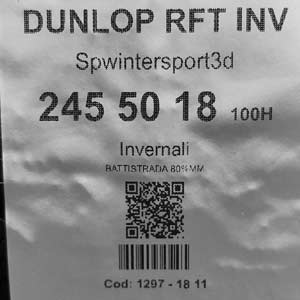 DUNLOP RFT INV
Spwintersport3d
245 50 18 100H
Invernali
BATTISTRADA 80% MM
Cod: 1297 - 18 11